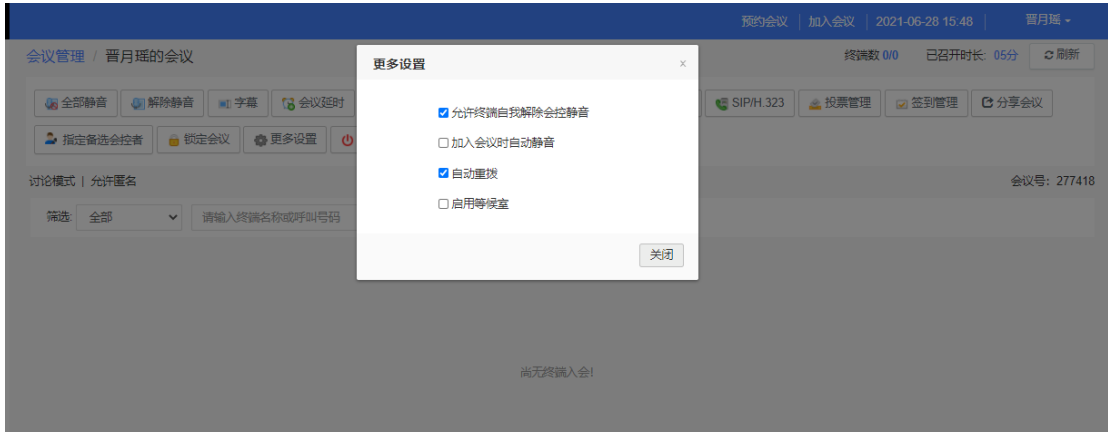 预约会议 加入会议 2021-06-28 15:48 晋月瑶
会议管理 / 晋月瑶的会议 终端数 0/0 已召开时长: 05分 刷新
更多设置 x
全部静音 解除静音 字幕 会议延时 SIP/H.323 投票管理 签到管理 分享会议
允许终端自我解除会控静音
指定备选会控者 锁定会议 更多设置
加入会议时自动静音
讨论模式 | 允许匿名 会议号: 277418
自动重拨
筛选: 全部 请输入终端名称或呼叫号码
启用等候室
关闭
尚无终端入会!